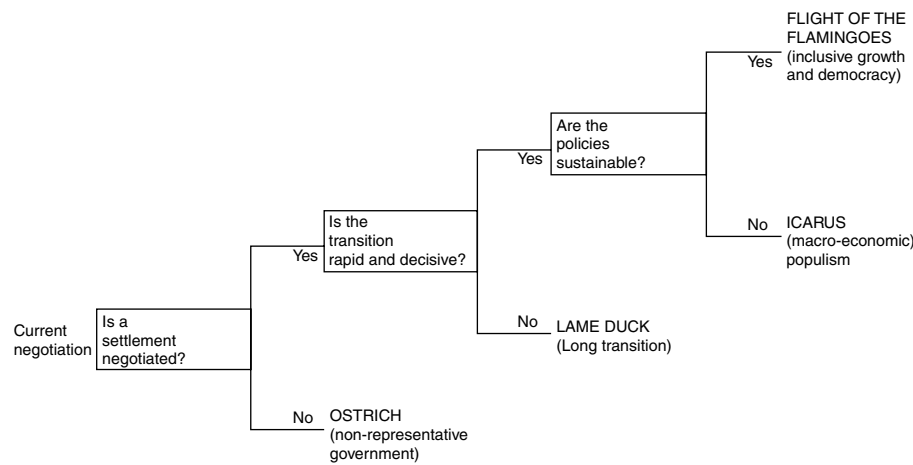 FLIGHT OF THE
FLAMINGOES
(inclusive growth
and democracy)
Yes
Are the
policies
sustainable?
Yes
No
ICARUS
(macro-economic)
populism
Is the
transition
rapid and decisive?
Yes
No
LAME DUCK
(Long transition)
Current
negotiation
Is a
settlement
negotiated?
No
OSTRICH
(non-representative
government)